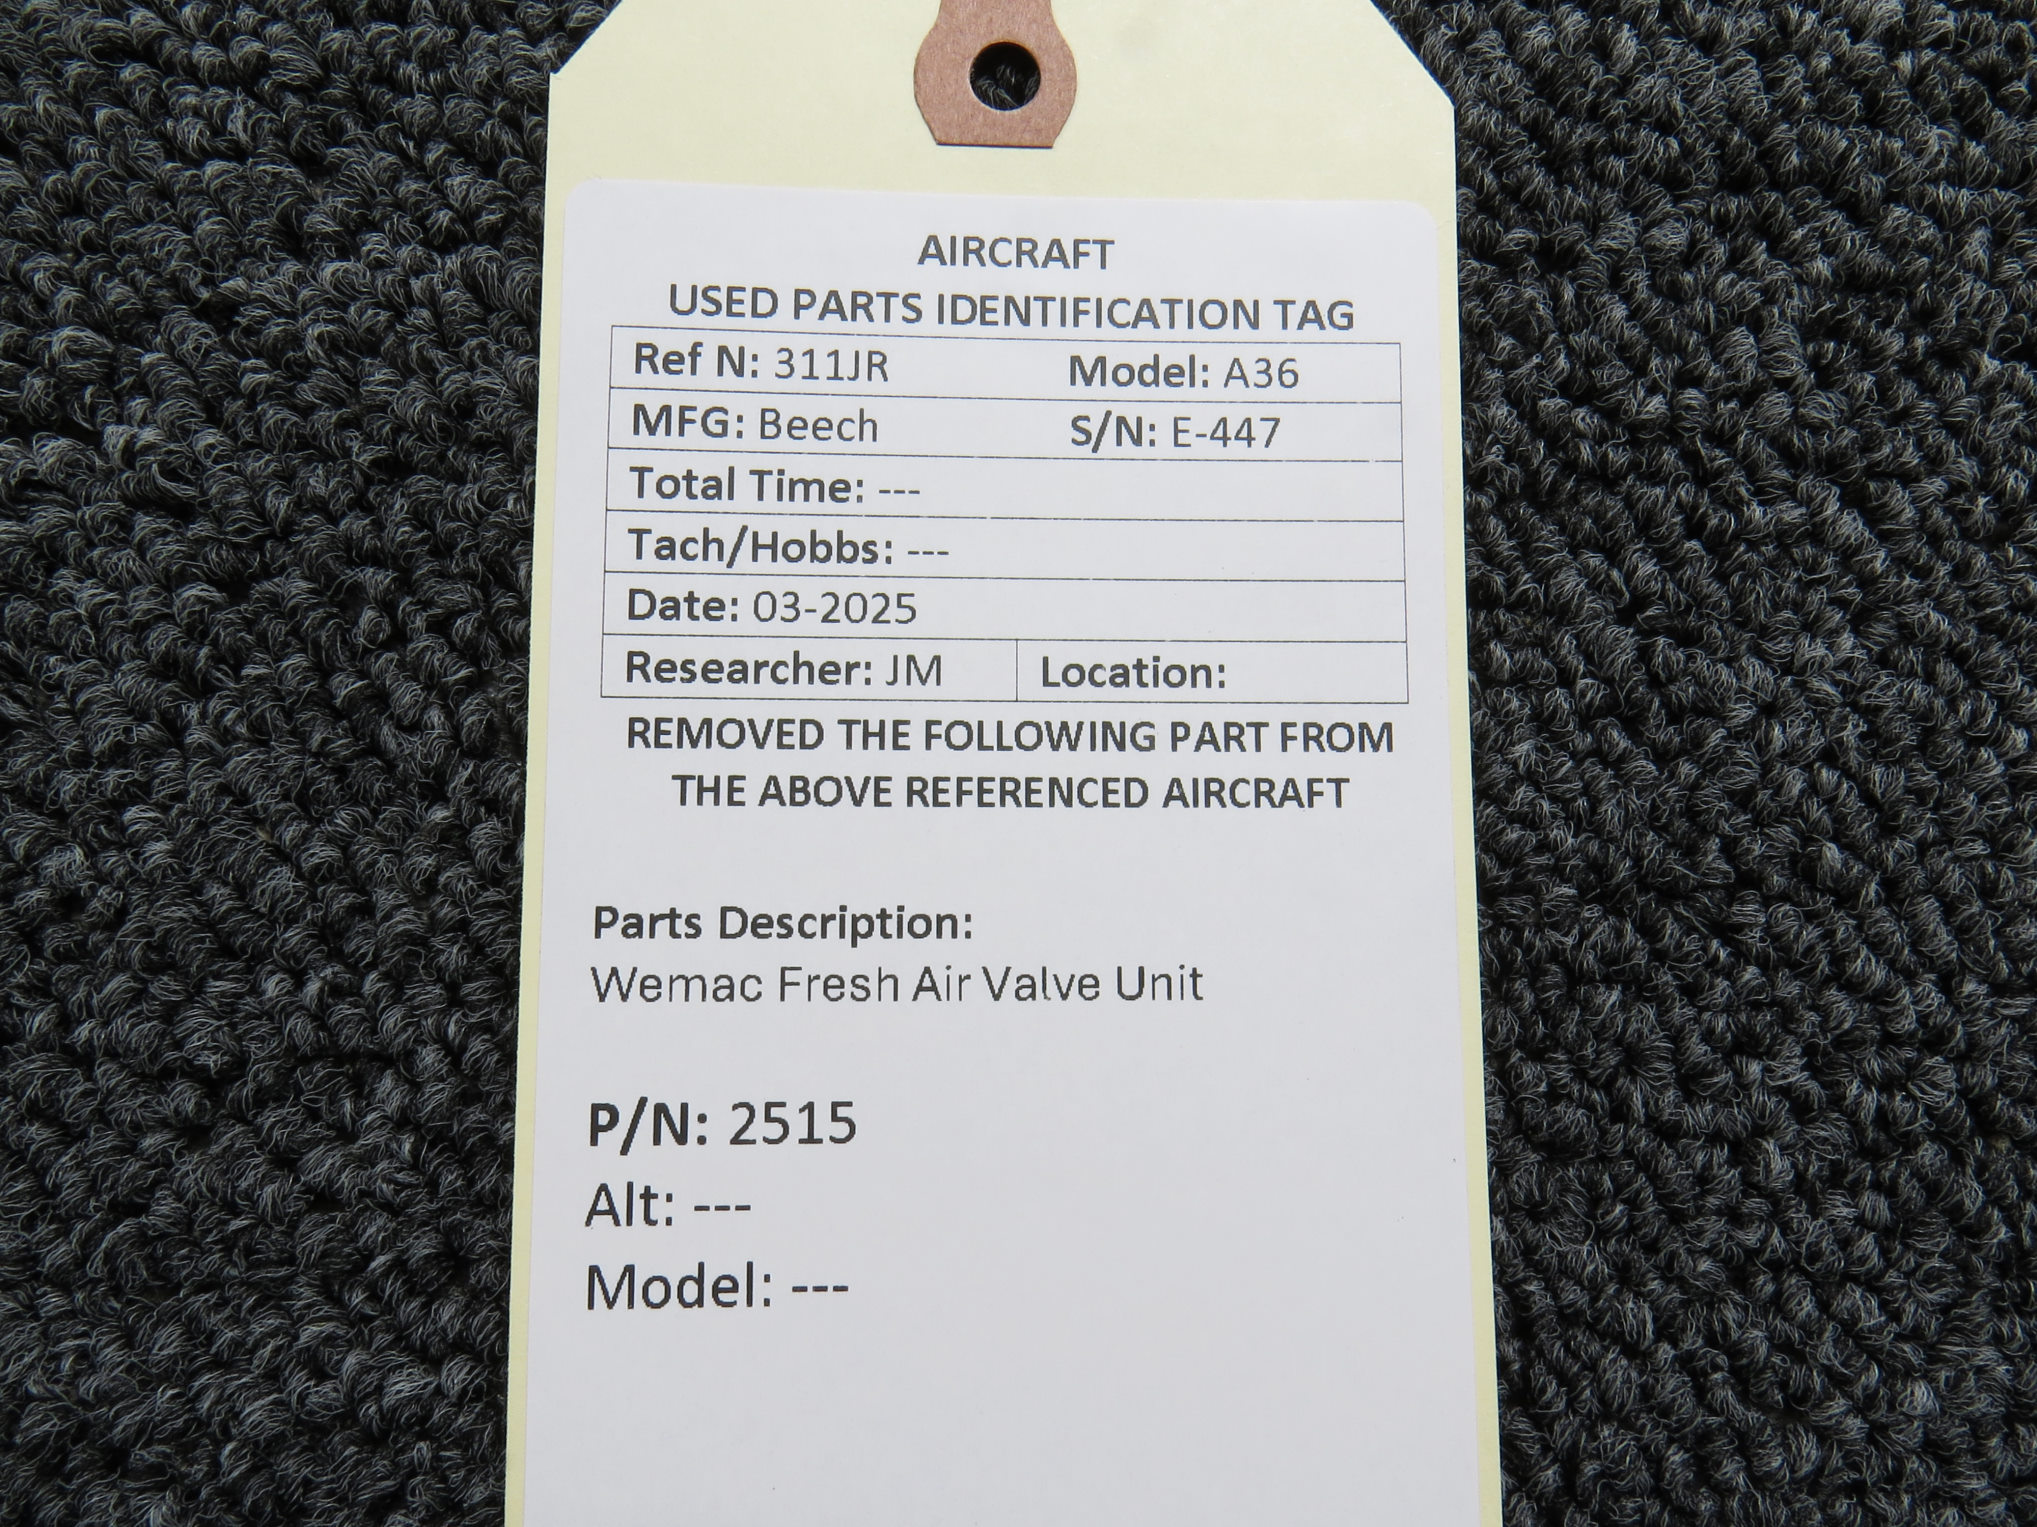 AIRCRAFT
USED PARTS IDENTIFICATION TAG
Ref N: 311JR Model: A36
MFG: Beech S/N: E-447
Total Time: ---
Tach/Hobbs: ---
Date: 03-2025
Researcher: JM Location:
REMOVED THE FOLLOWING PART FROM
THE ABOVE REFERENCED AIRCRAFT
Parts Description:
Wemac Fresh Air Valve Unit
P/N: 2515
Alt: ---
Model: ---